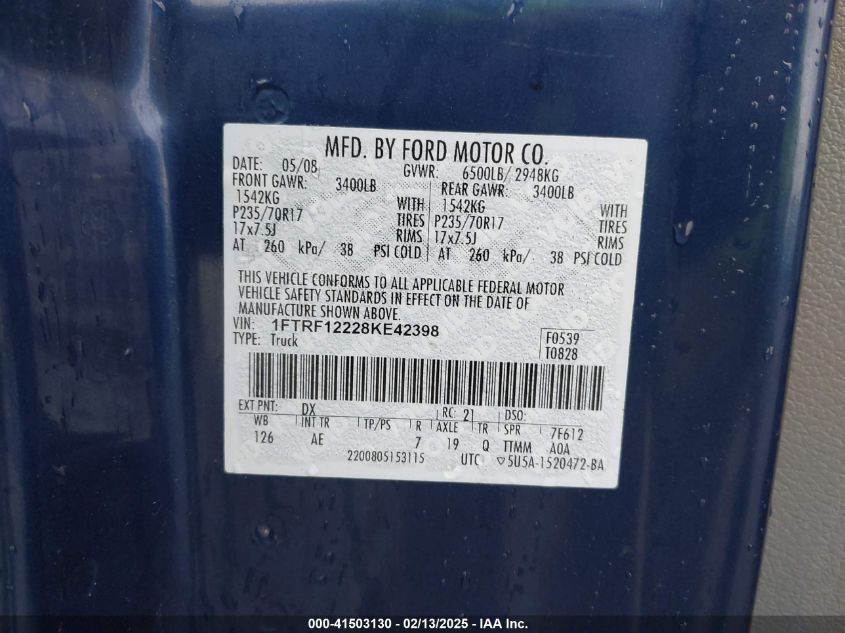 MFD. BY FORD MOTOR CO.
DATE: 05/08 GVWR: 6500LB/ 2948KG
FRONT GAWR: 3400LB REAR GAWR: 3400LB
1542KG WITH 1542KG WITH
P235/70R17 TIRES P235/70R17 TIRES
17x7.5J RIMS 17x7.5J RIMS
AT 260 kPa/ 38 PSI COLD AT 260 kPa/ 38 PSI COLD
THIS VEHICLE CONFORMS TO ALL APPLICABLE FEDERAL MOTOR
VEHICLE SAFETY STANDARDS IN EFFECT ON THE DATE OF
MANUFACTURE SHOWN ABOVE.
VIN: 1FTRF12228KE42398 F0539
TYPE: Truck T0828
EXT PNT: DX RC: 21 DSO:
WB INT TR TP/PS R AXLE TR SPR 7F612
126 AE 7 19 Q TTMM A0A
2200805153115 UTC ▽5U5A-1520472-BA
000-41503130 - 02/13/2025 - IAA Inc.